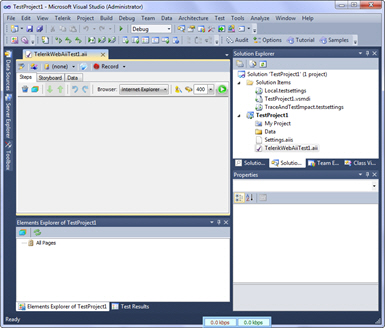 TestProject1 - Microsoft Visual Studio (Administrator)
File Edit View Telerik Project Build Debug Team Data Architecture Test Tools Analyze Window Help
Debug
Audit Options Tutorial Samples
Data Sources
Server Explorer
Toolbox
TelerikWebAiiTest1.aii
Steps Storyboard Data
(none) Record
Browser: Internet Explorer 400
Elements Explorer of TestProject1
All Pages
Elements Explorer of TestProject1 Test Results
Solution Explorer
Solution 'TestProject1' (1 project)
Solution Items
Local.testsettings
TestProject1.vsmdi
TraceAndTestImpact.testsettings
TestProject1
My Project
Data
Settings.aiis
TelerikWebAiiTest1.aii
Solutio... Solutio... Team E... Class Vi...
Properties
Ready
0.0 kbps 0.0 kbps